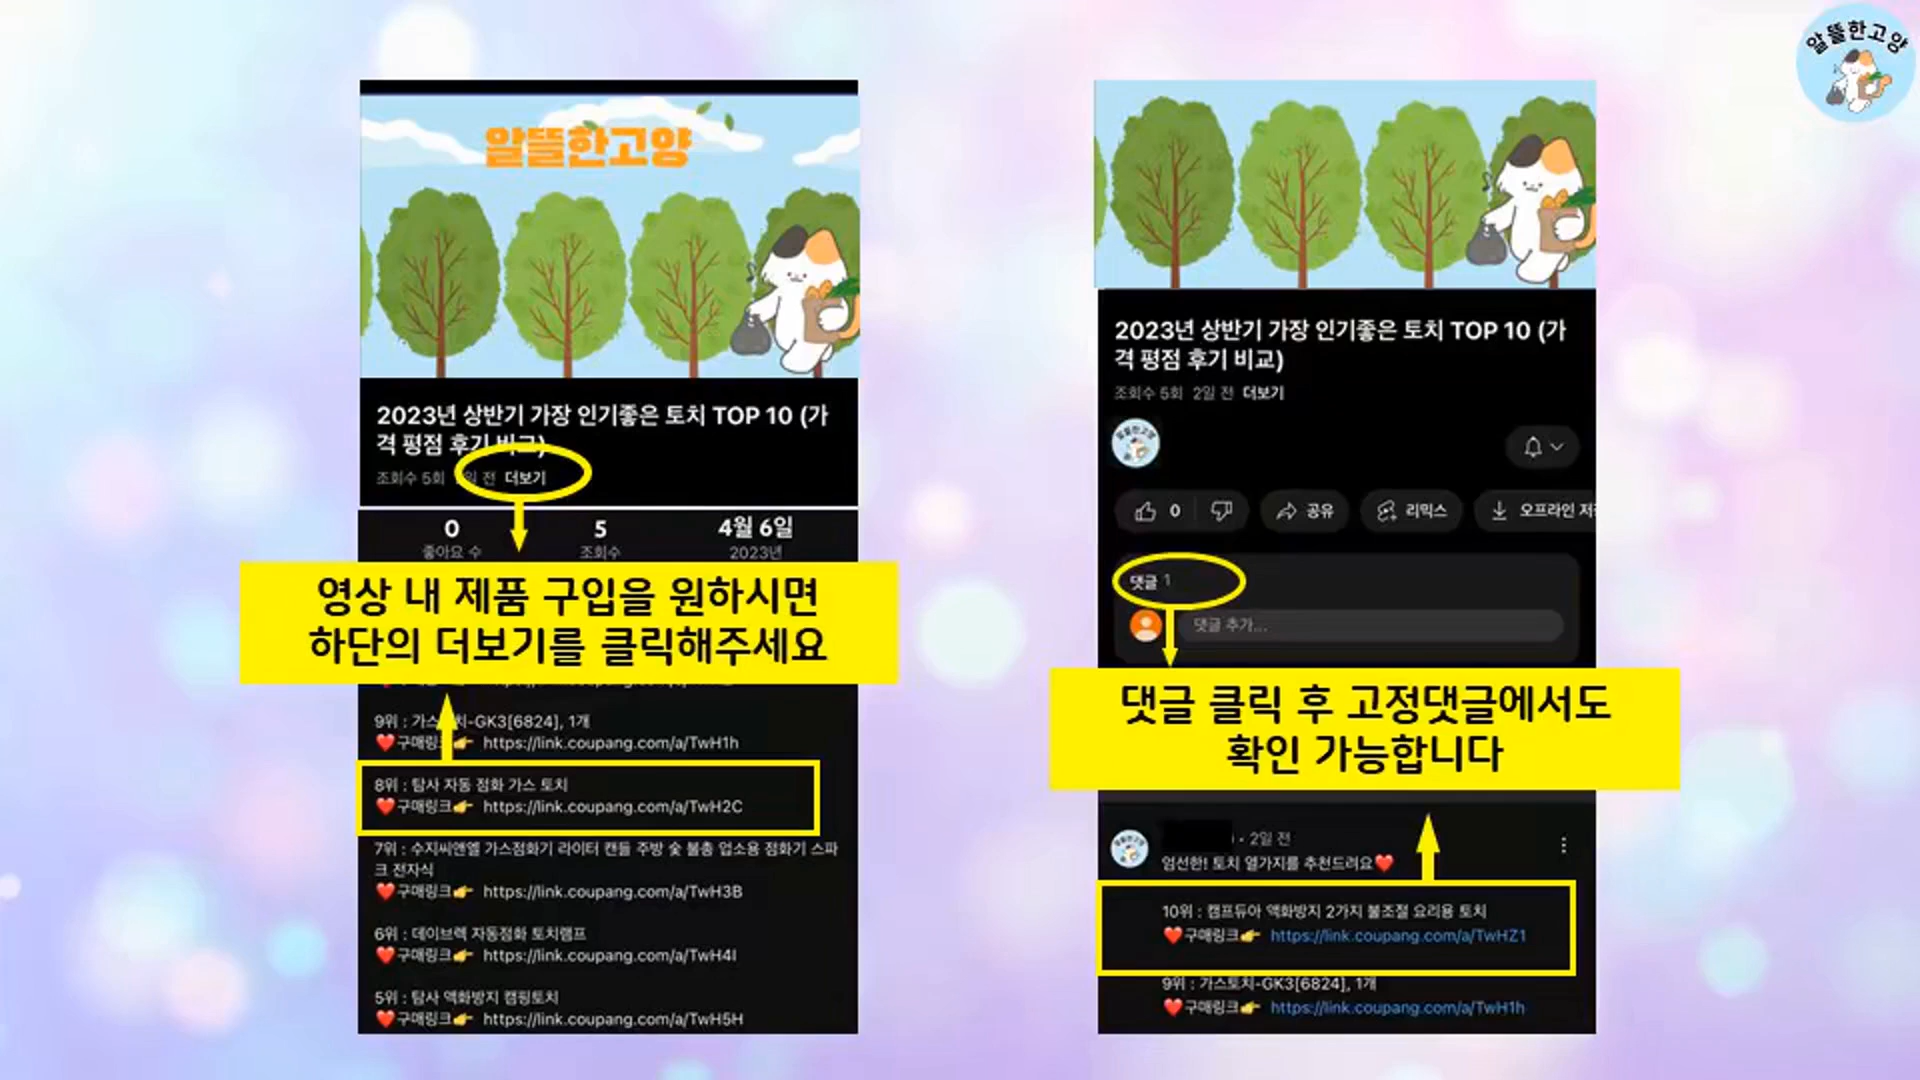 알뜰한고양
알뜰한고양
2023년 상반기 가장 인기좋은 토치 TOP 10 (가
격 평점 후기 비교)
조회수 5회 일 전 더보기
0 5 4월 6일
좋아요 수 조회수 2023년
영상 내 제품 구입을 원하시면
하단의 더보기를 클릭해주세요
9위 : 가스토치-GK3[6824], 1개
❤️구매링크👉 https://link.coupang.com/a/TwH1h
8위 : 탐사 자동 점화 가스 토치
❤️구매링크👉 https://link.coupang.com/a/TwH2C
7위 : 수지씨앤엘 가스점화기 라이터 캔들 주방 숯 불총 업소용 점화기 스파
크 전자식
❤️구매링크👉 https://link.coupang.com/a/TwH3B
6위 : 데이브렉 자동점화 토치램프
❤️구매링크👉 https://link.coupang.com/a/TwH4I
5위 : 탐사 액화방지 캠핑토치
❤️구매링크👉 https://link.coupang.com/a/TwH5H
2023년 상반기 가장 인기좋은 토치 TOP 10 (가
격 평점 후기 비교)
조회수 5회 2일 전 더보기
알뜰한고양
0 공유 리믹스 오프라인 저장
댓글 1
댓글 추가...
댓글 클릭 후 고정댓글에서도
확인 가능합니다
· 2일 전
엄선한! 토치 열가지를 추천드려요❤️
10위 : 캠프듀아 액화방지 2가지 불조절 요리용 토치
❤️구매링크👉 https://link.coupang.com/a/TwHZ1
9위 : 가스토치-GK3[6824], 1개
❤️구매링크👉 https://link.coupang.com/a/TwH1h